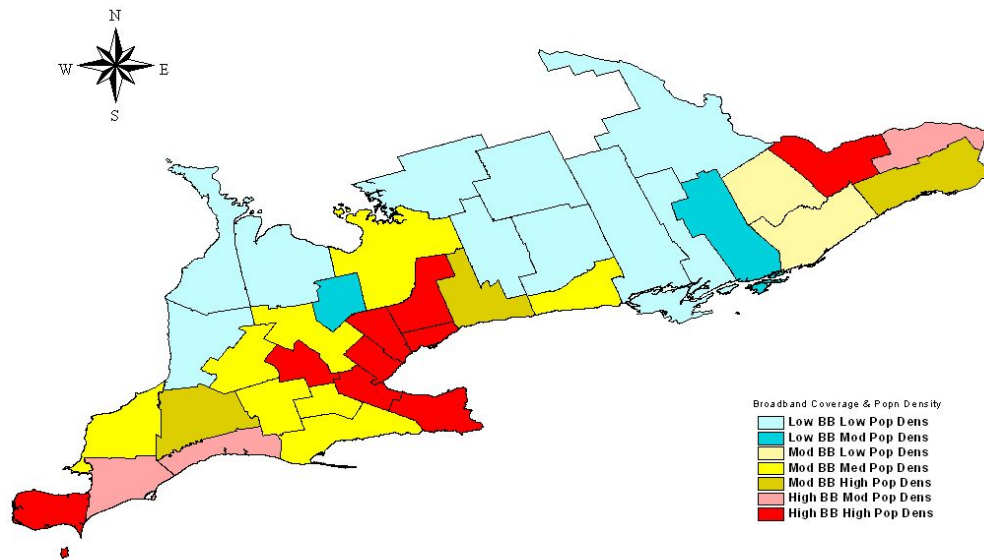 N
W E
S
Broadband Coverage & Popn Density
Low BB Low Pop Dens
Low BB Mod Pop Dens
Mod BB Low Pop Dens
Mod BB Med Pop Dens
Mod BB High Pop Dens
High BB Mod Pop Dens
High BB High Pop Dens